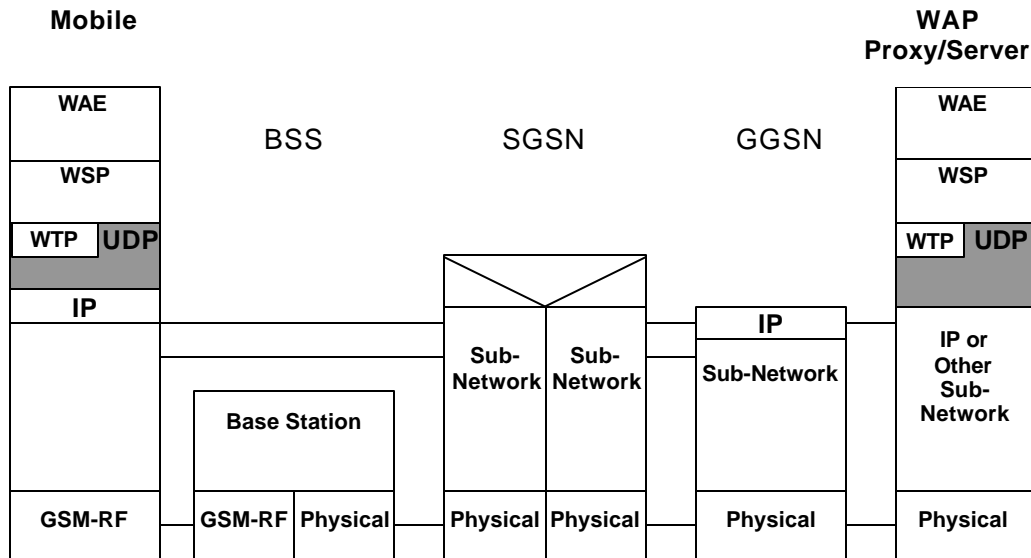 Mobile
WAP
Proxy/Server
WAE
BSS
SGSN
GGSN
WAE
WSP
WSP
WTP UDP
WTP UDP
IP
IP
Sub-
Network
Sub-
Network
Sub-Network
IP or
Other
Sub-
Network
Base Station
GSM-RF
GSM-RF
Physical
Physical
Physical
Physical
Physical